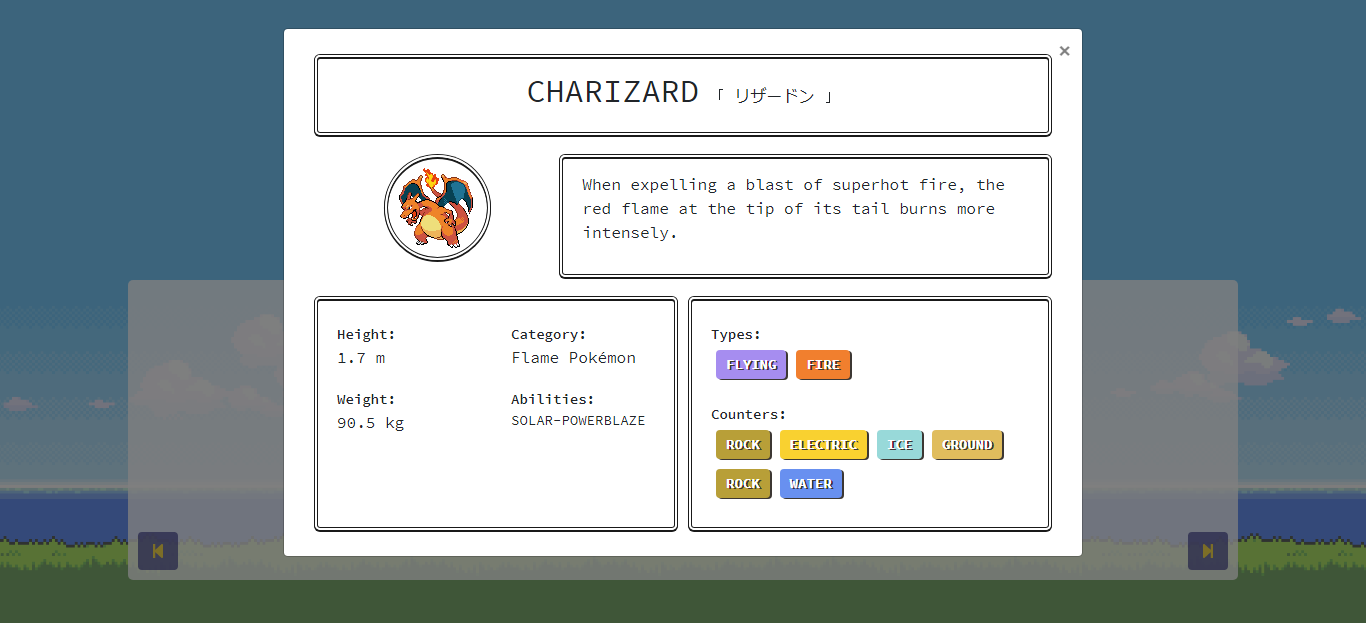 ×
CHARIZARD 「 リザードン 」
When expelling a blast of superhot fire, the
red flame at the tip of its tail burns more
intensely.
Height:
1.7 m
Category:
Flame Pokémon
Weight:
90.5 kg
Abilities:
SOLAR-POWERBLAZE
Types:
FLYING FIRE
Counters:
ROCK ELECTRIC ICE GROUND
ROCK WATER